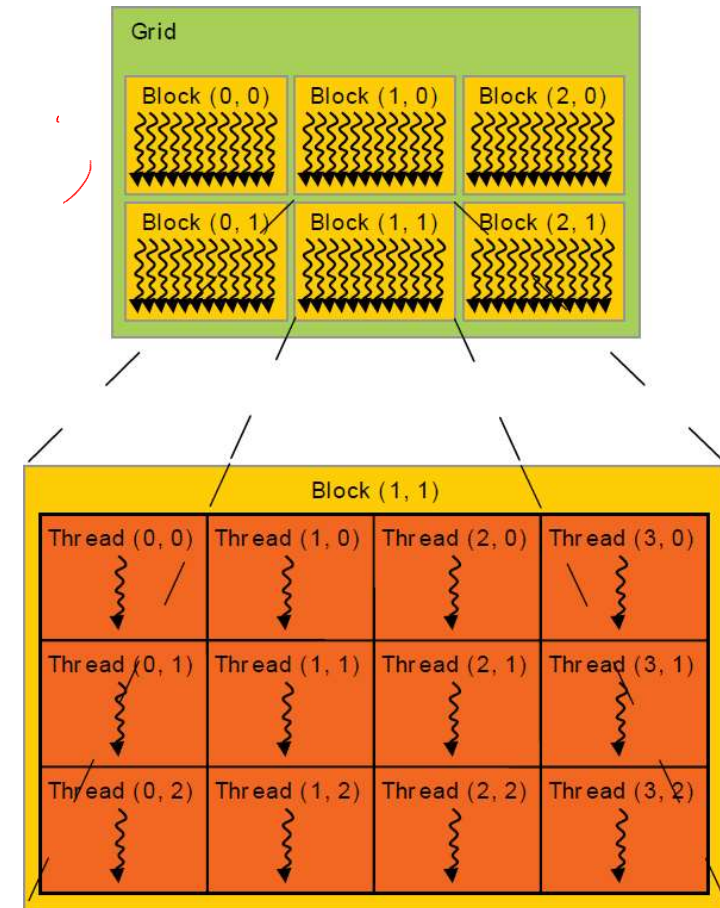 Grid
Block (0, 0) Block (1, 0) Block (2, 0)
Block (0, 1) Block (1, 1) Block (2, 1)
Block (1, 1)
Thread (0, 0) Thread (1, 0) Thread (2, 0) Thread (3, 0)
Thread (0, 1) Thread (1, 1) Thread (2, 1) Thread (3, 1)
Thread (0, 2) Thread (1, 2) Thread (2, 2) Thread (3, 2)